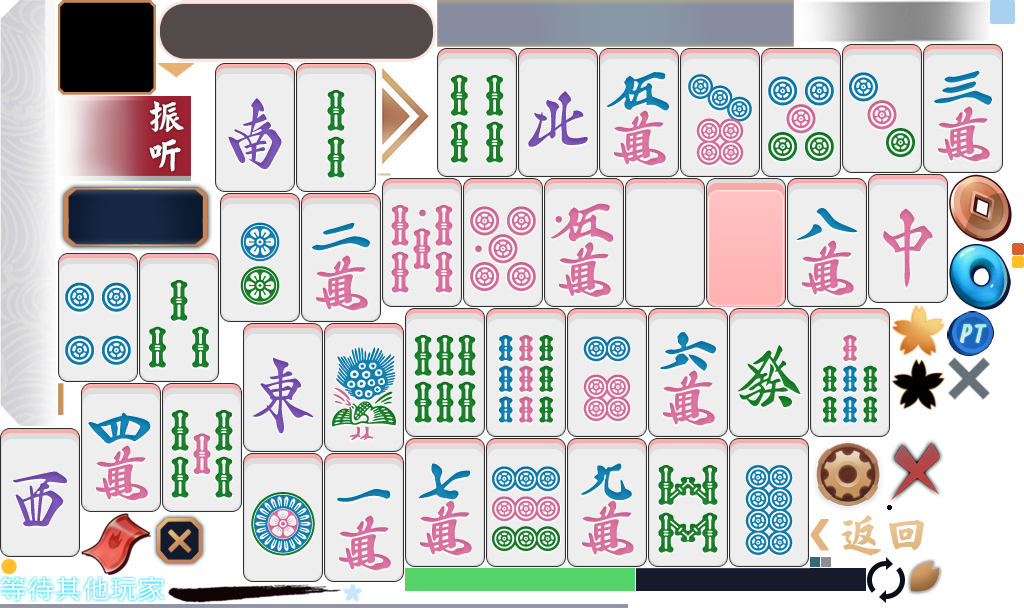 振
听
南
北
伍
萬
三
萬
二
萬
伍
萬
八
萬
中
東
六
萬
發
四
萬
西
一
萬
七
萬
九
萬
PT
返回
等待其他玩家